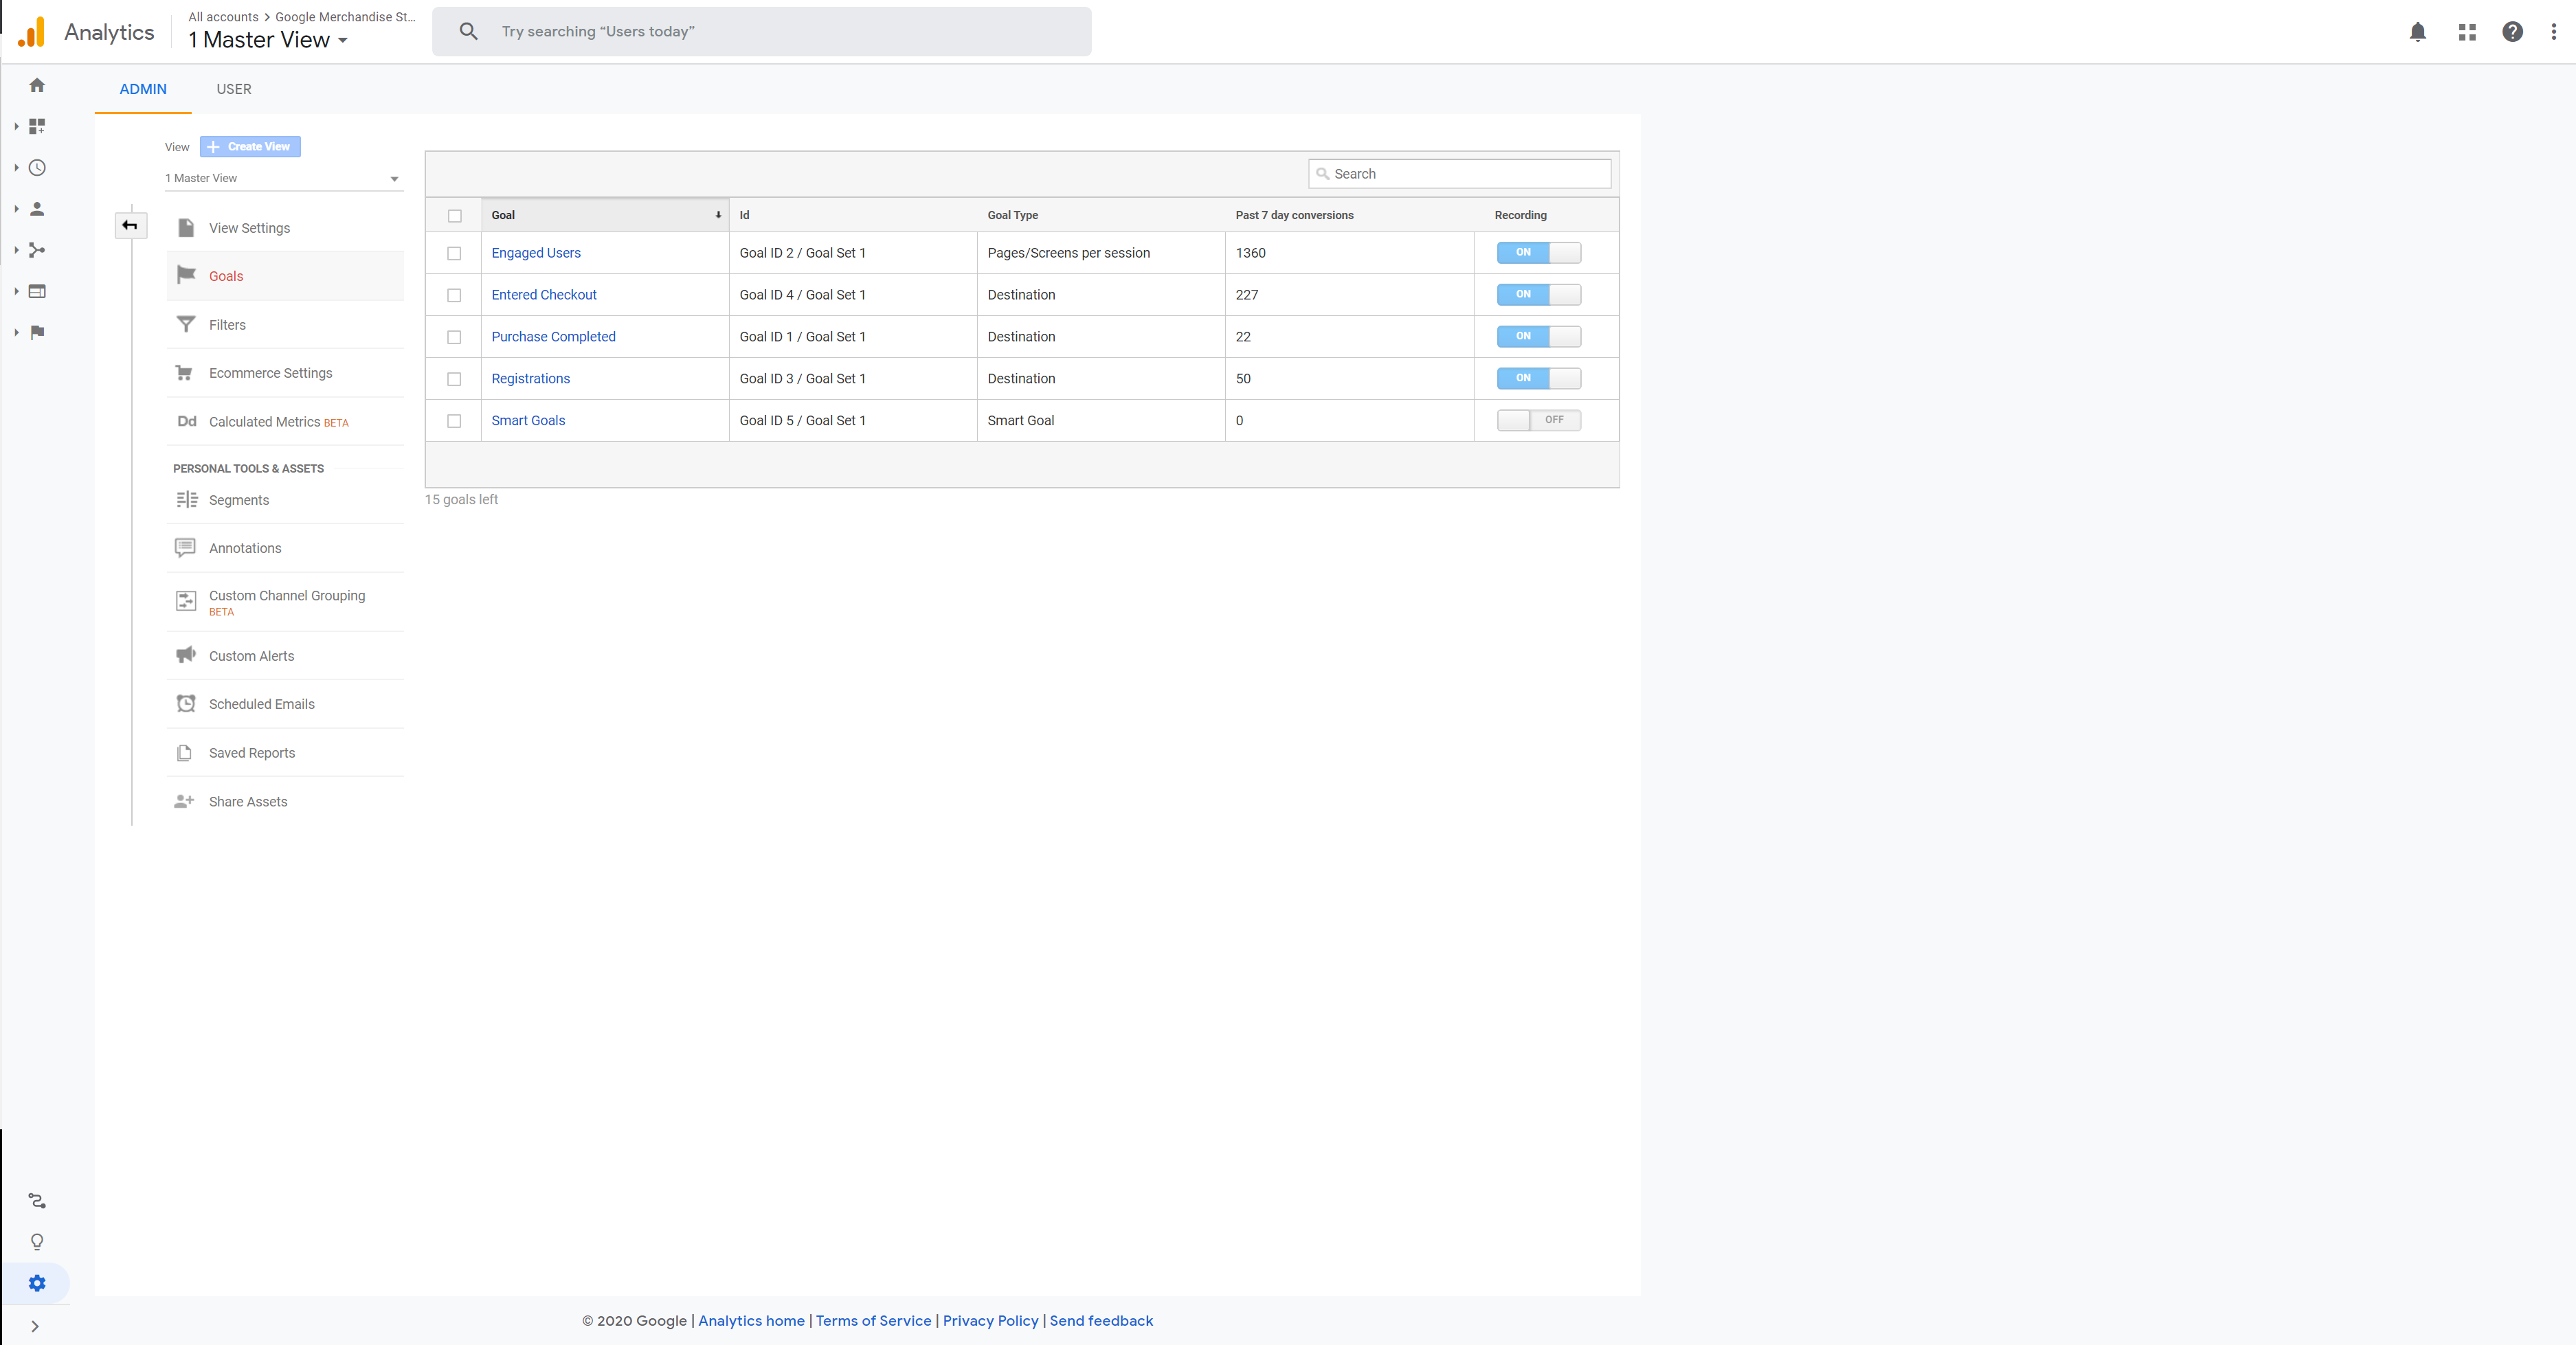 Analytics
All accounts > Google Merchandise St...
1 Master View
Try searching “Users today”
ADMIN USER
View Create View
1 Master View
View Settings
Goals
Filters
Ecommerce Settings
Dd Calculated Metrics BETA
PERSONAL TOOLS & ASSETS
Segments
Annotations
Custom Channel Grouping
BETA
Custom Alerts
Scheduled Emails
Saved Reports
Share Assets
Search
Goal Id Goal Type Past 7 day conversions Recording
Engaged Users Goal ID 2 / Goal Set 1 Pages/Screens per session 1360 ON
Entered Checkout Goal ID 4 / Goal Set 1 Destination 227 ON
Purchase Completed Goal ID 1 / Goal Set 1 Destination 22 ON
Registrations Goal ID 3 / Goal Set 1 Destination 50 ON
Smart Goals Goal ID 5 / Goal Set 1 Smart Goal 0 OFF
15 goals left
© 2020 Google | Analytics home | Terms of Service | Privacy Policy | Send feedback